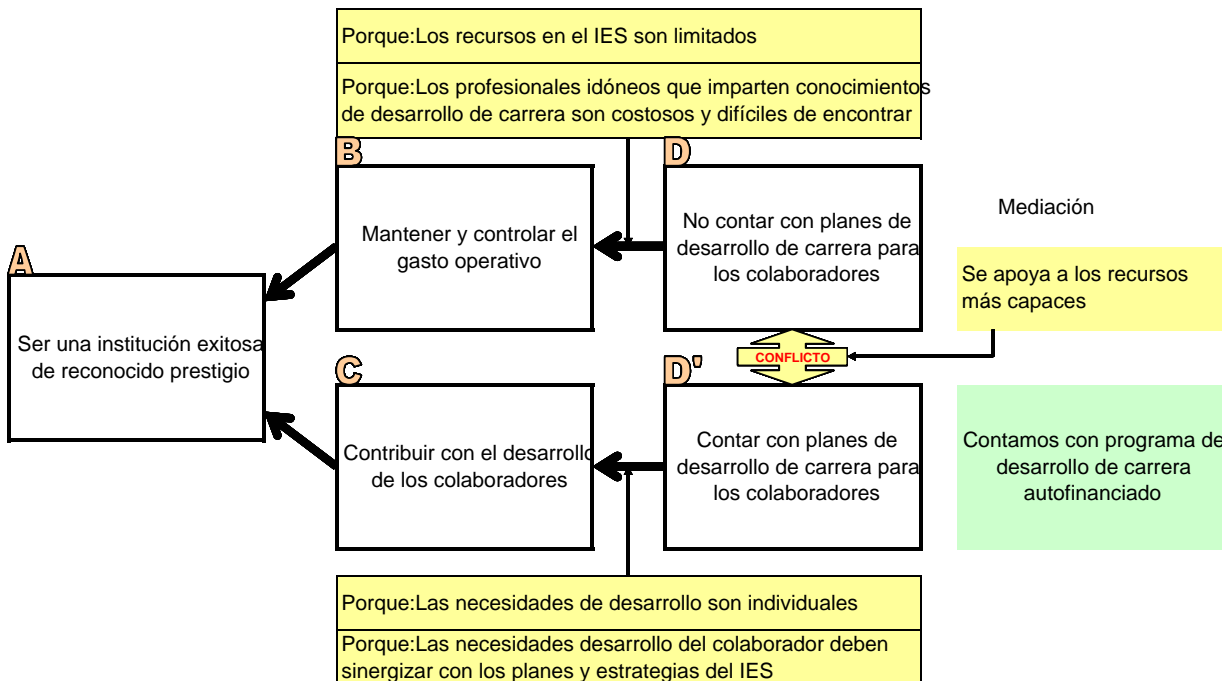 Porque:Los recursos en el IES son limitados
Porque:Los profesionales idóneos que imparten conocimientos
de desarrollo de carrera son costosos y difíciles de encontrar
B
D
Mantener y controlar el
gasto operativo
No contar con planes de
desarrollo de carrera para
los colaboradores
Mediación
A
Se apoya a los recursos
más capaces
Ser una institución exitosa
de reconocido prestigio
CONFLICTO
C
D'
Contribuir con el desarrollo
de los colaboradores
Contar con planes de
desarrollo de carrera para
los colaboradores
Contamos con programa de
desarrollo de carrera
autofinanciado
Porque:Las necesidades de desarrollo son individuales
Porque:Las necesidades desarrollo del colaborador deben
sinergizar con los planes y estrategias del IES